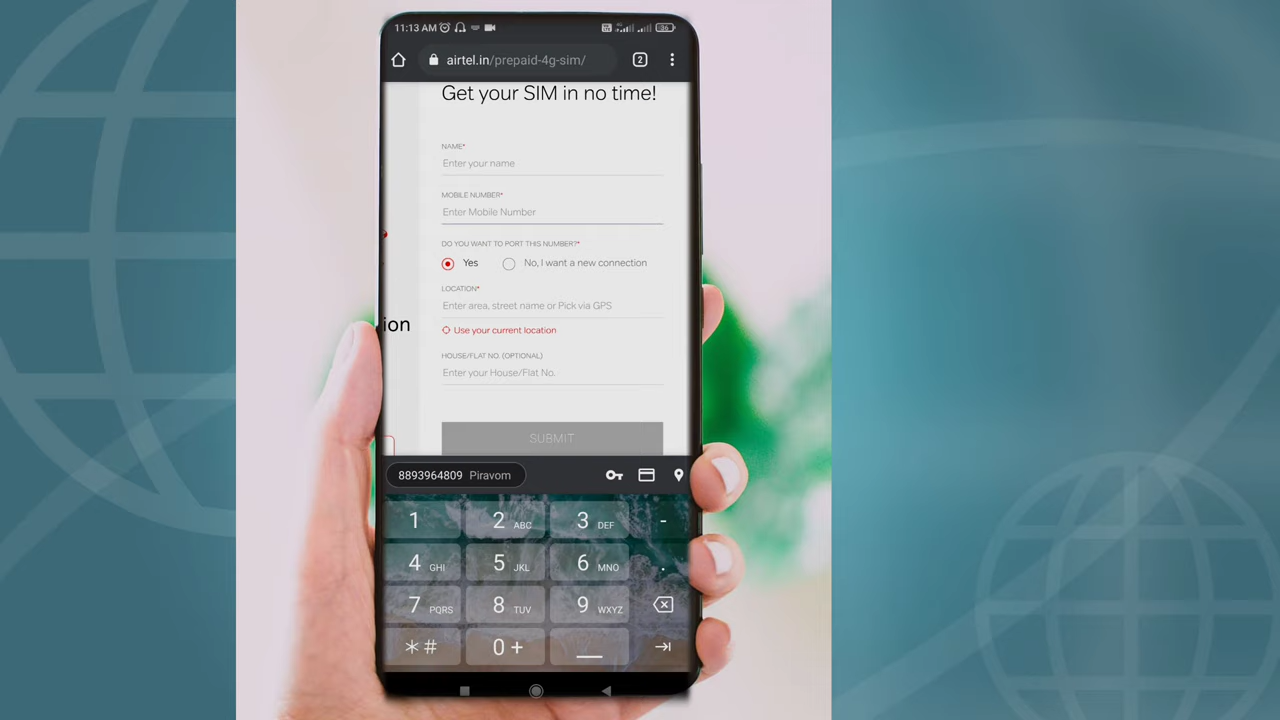 11:13 AM
airtel.in/prepaid-4g-sim/ 2
Get your SIM in no time!
NAME*
Enter your name
MOBILE NUMBER*
Enter Mobile Number
DO YOU WANT TO PORT THIS NUMBER?*
Yes No, I want a new connection
LOCATION*
Enter area, street name or Pick via GPS
ion
Use your current location
HOUSE/FLAT NO. (OPTIONAL)
Enter your House/Flat No.
SUBMIT
8893964809 Piravom
1 2 ABC 3 DEF -
4 GHI 5 JKL 6 MNO .
7 PQRS 8 TUV 9 WXYZ
*# 0 +